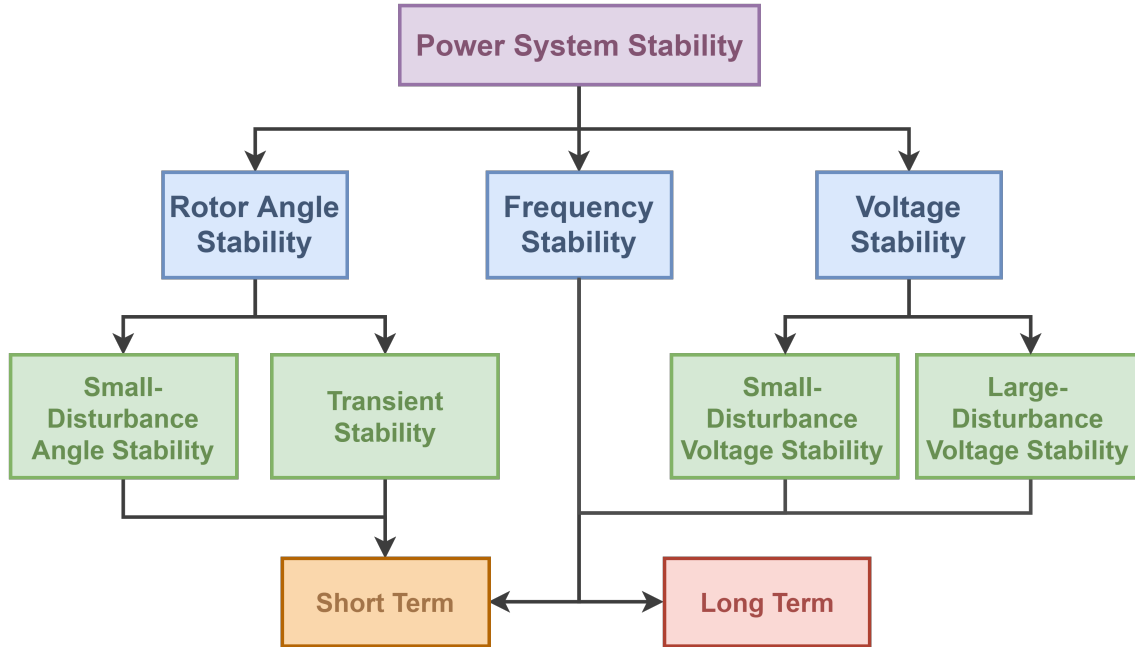 Power System Stability
Rotor Angle
Stability
Frequency
Stability
Voltage
Stability
Small-
Disturbance
Angle Stability
Transient
Stability
Small-
Disturbance
Voltage Stability
Large-
Disturbance
Voltage Stability
Short Term
Long Term